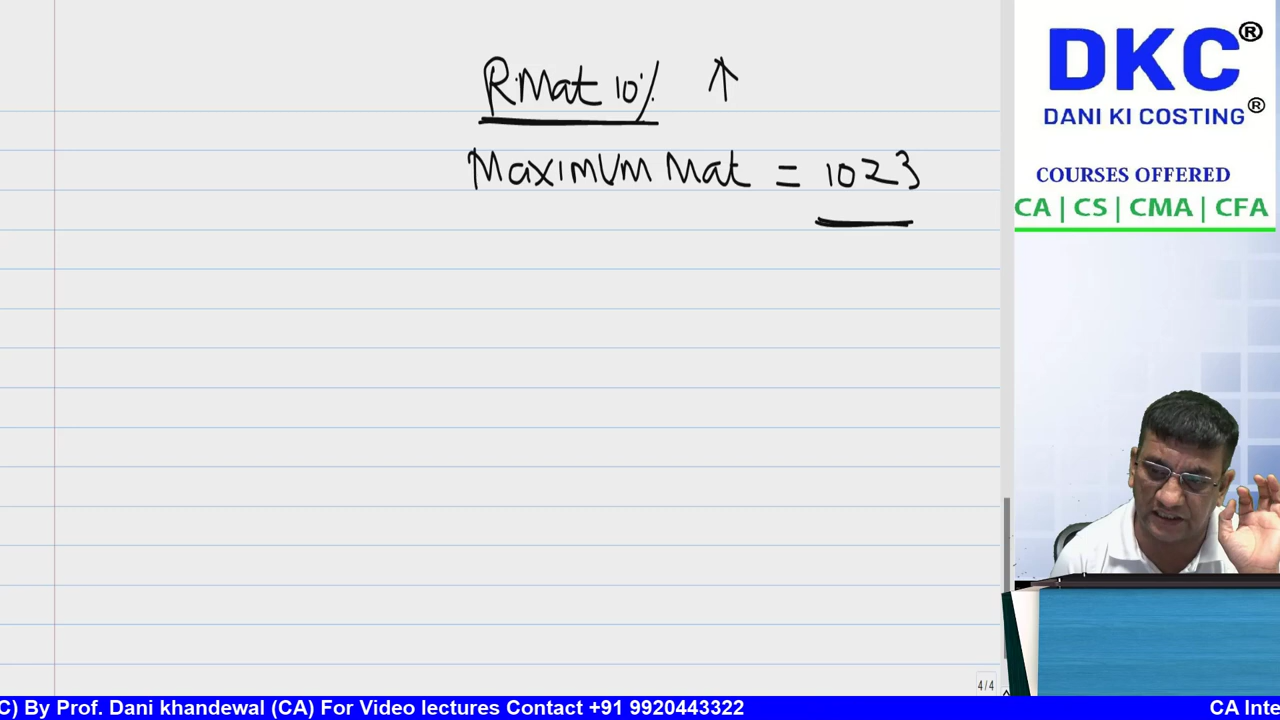 R.Mat 10% ↑
Maximum Mat = 1023
DKC®
DANI KI COSTING®
COURSES OFFERED
CA | CS | CMA | CFA
4/4
C) By Prof. Dani khandewal (CA) For Video lectures Contact +91 9920443322
CA Inte